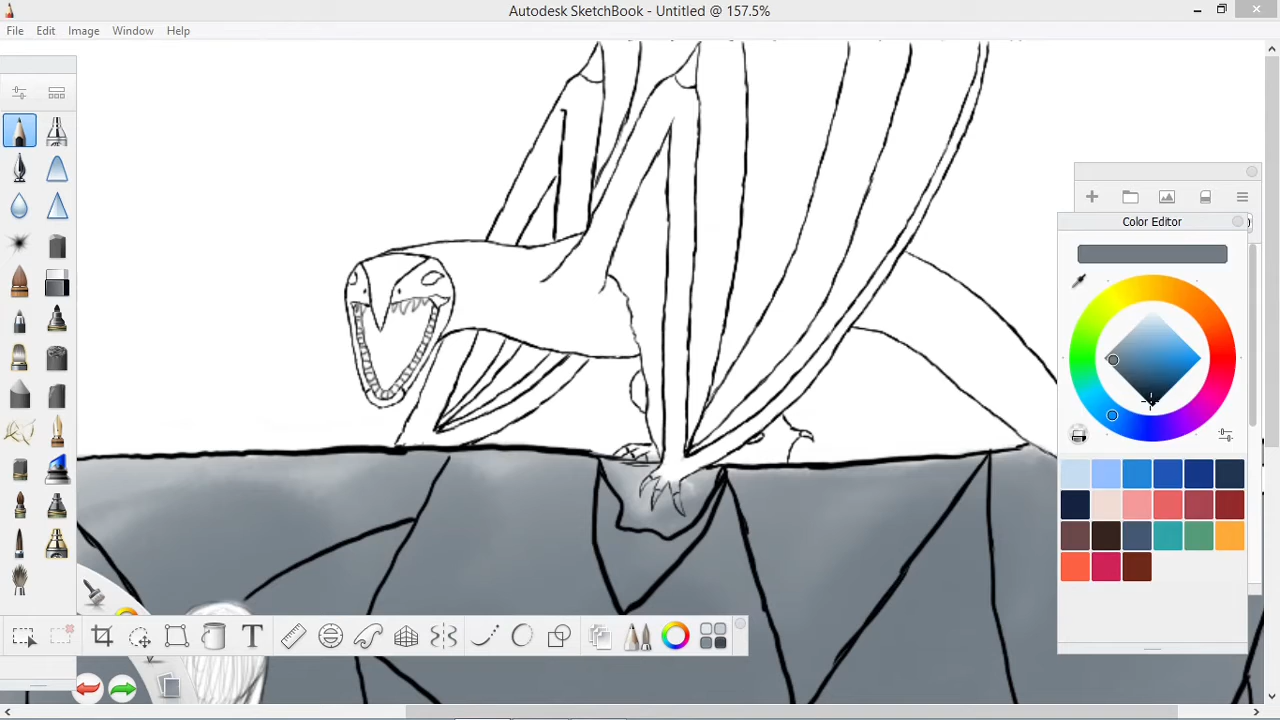 Autodesk SketchBook - Untitled @ 157.5%
File Edit Image Window Help
Color Editor
T